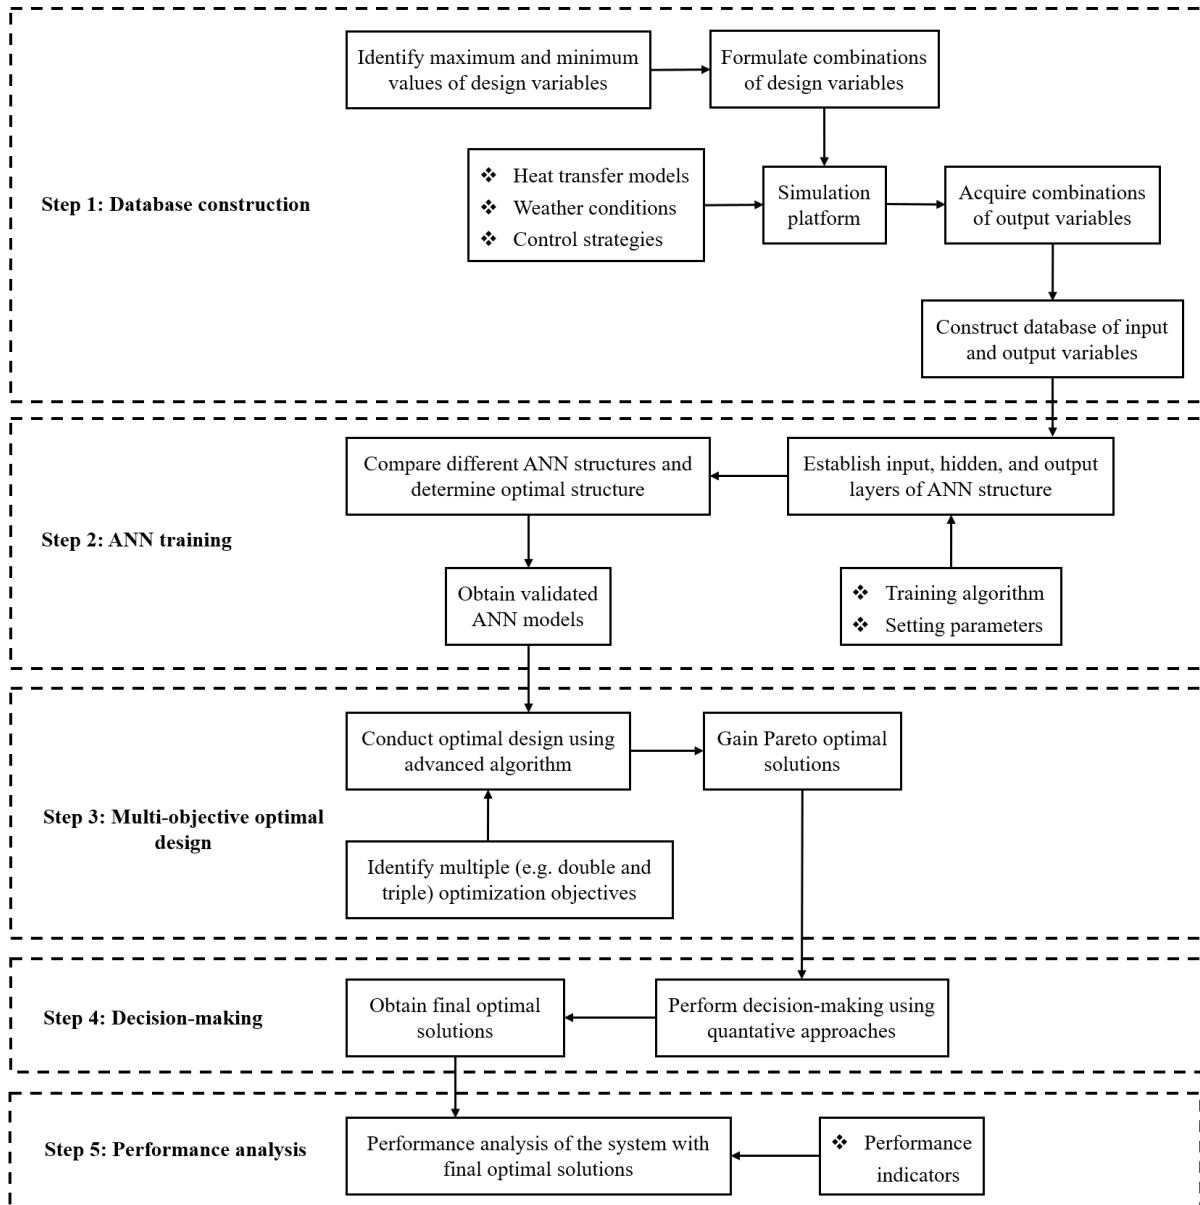 Identify maximum and minimum
values of design variables
Formulate combinations
of design variables
Step 1: Database construction
❖ Heat transfer models
❖ Weather conditions
❖ Control strategies
Simulation
platform
Acquire combinations
of output variables
Construct database of input
and output variables
Compare different ANN structures and
determine optimal structure
Establish input, hidden, and output
layers of ANN structure
Step 2: ANN training
Obtain validated
ANN models
❖ Training algorithm
❖ Setting parameters
Conduct optimal design using
advanced algorithm
Gain Pareto optimal
solutions
Step 3: Multi-objective optimal
design
Identify multiple (e.g. double and
triple) optimization objectives
Step 4: Decision-making
Obtain final optimal
solutions
Perform decision-making using
quantative approaches
Step 5: Performance analysis
Performance analysis of the system with
final optimal solutions
❖ Performance
indicators